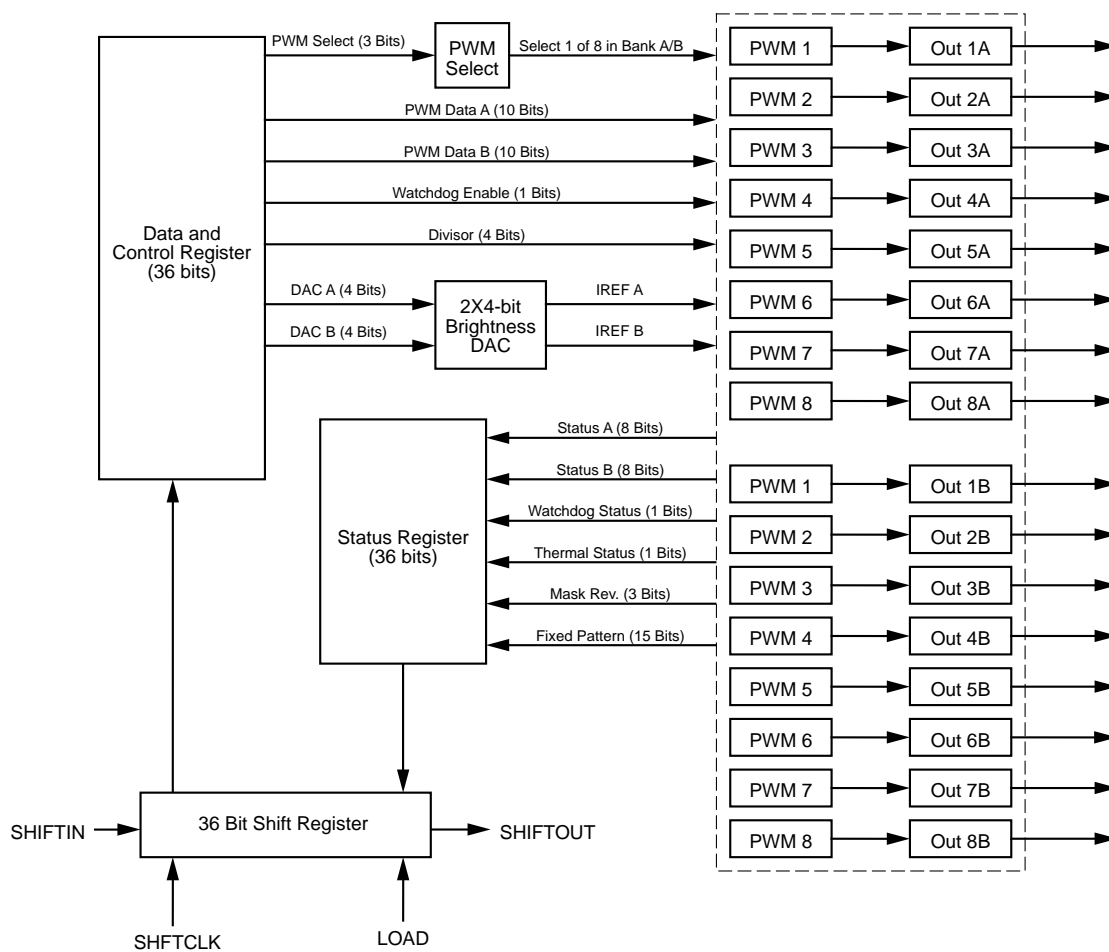 PWM Select (3 Bits)
PWM
Select
Select 1 of 8 in Bank A/B
PWM Data A (10 Bits)
PWM Data B (10 Bits)
Watchdog Enable (1 Bits)
Divisor (4 Bits)
Data and
Control Register
(36 bits)
DAC A (4 Bits)
DAC B (4 Bits)
2X4-bit
Brightness
DAC
IREF A
IREF B
PWM 1
Out 1A
PWM 2
Out 2A
PWM 3
Out 3A
PWM 4
Out 4A
PWM 5
Out 5A
PWM 6
Out 6A
PWM 7
Out 7A
PWM 8
Out 8A
Status A (8 Bits)
Status B (8 Bits)
Watchdog Status (1 Bits)
Thermal Status (1 Bits)
Mask Rev. (3 Bits)
Fixed Pattern (15 Bits)
Status Register
(36 bits)
PWM 1
Out 1B
PWM 2
Out 2B
PWM 3
Out 3B
PWM 4
Out 4B
PWM 5
Out 5B
PWM 6
Out 6B
PWM 7
Out 7B
PWM 8
Out 8B
SHIFTIN
36 Bit Shift Register
SHIFTOUT
SHFTCLK
LOAD